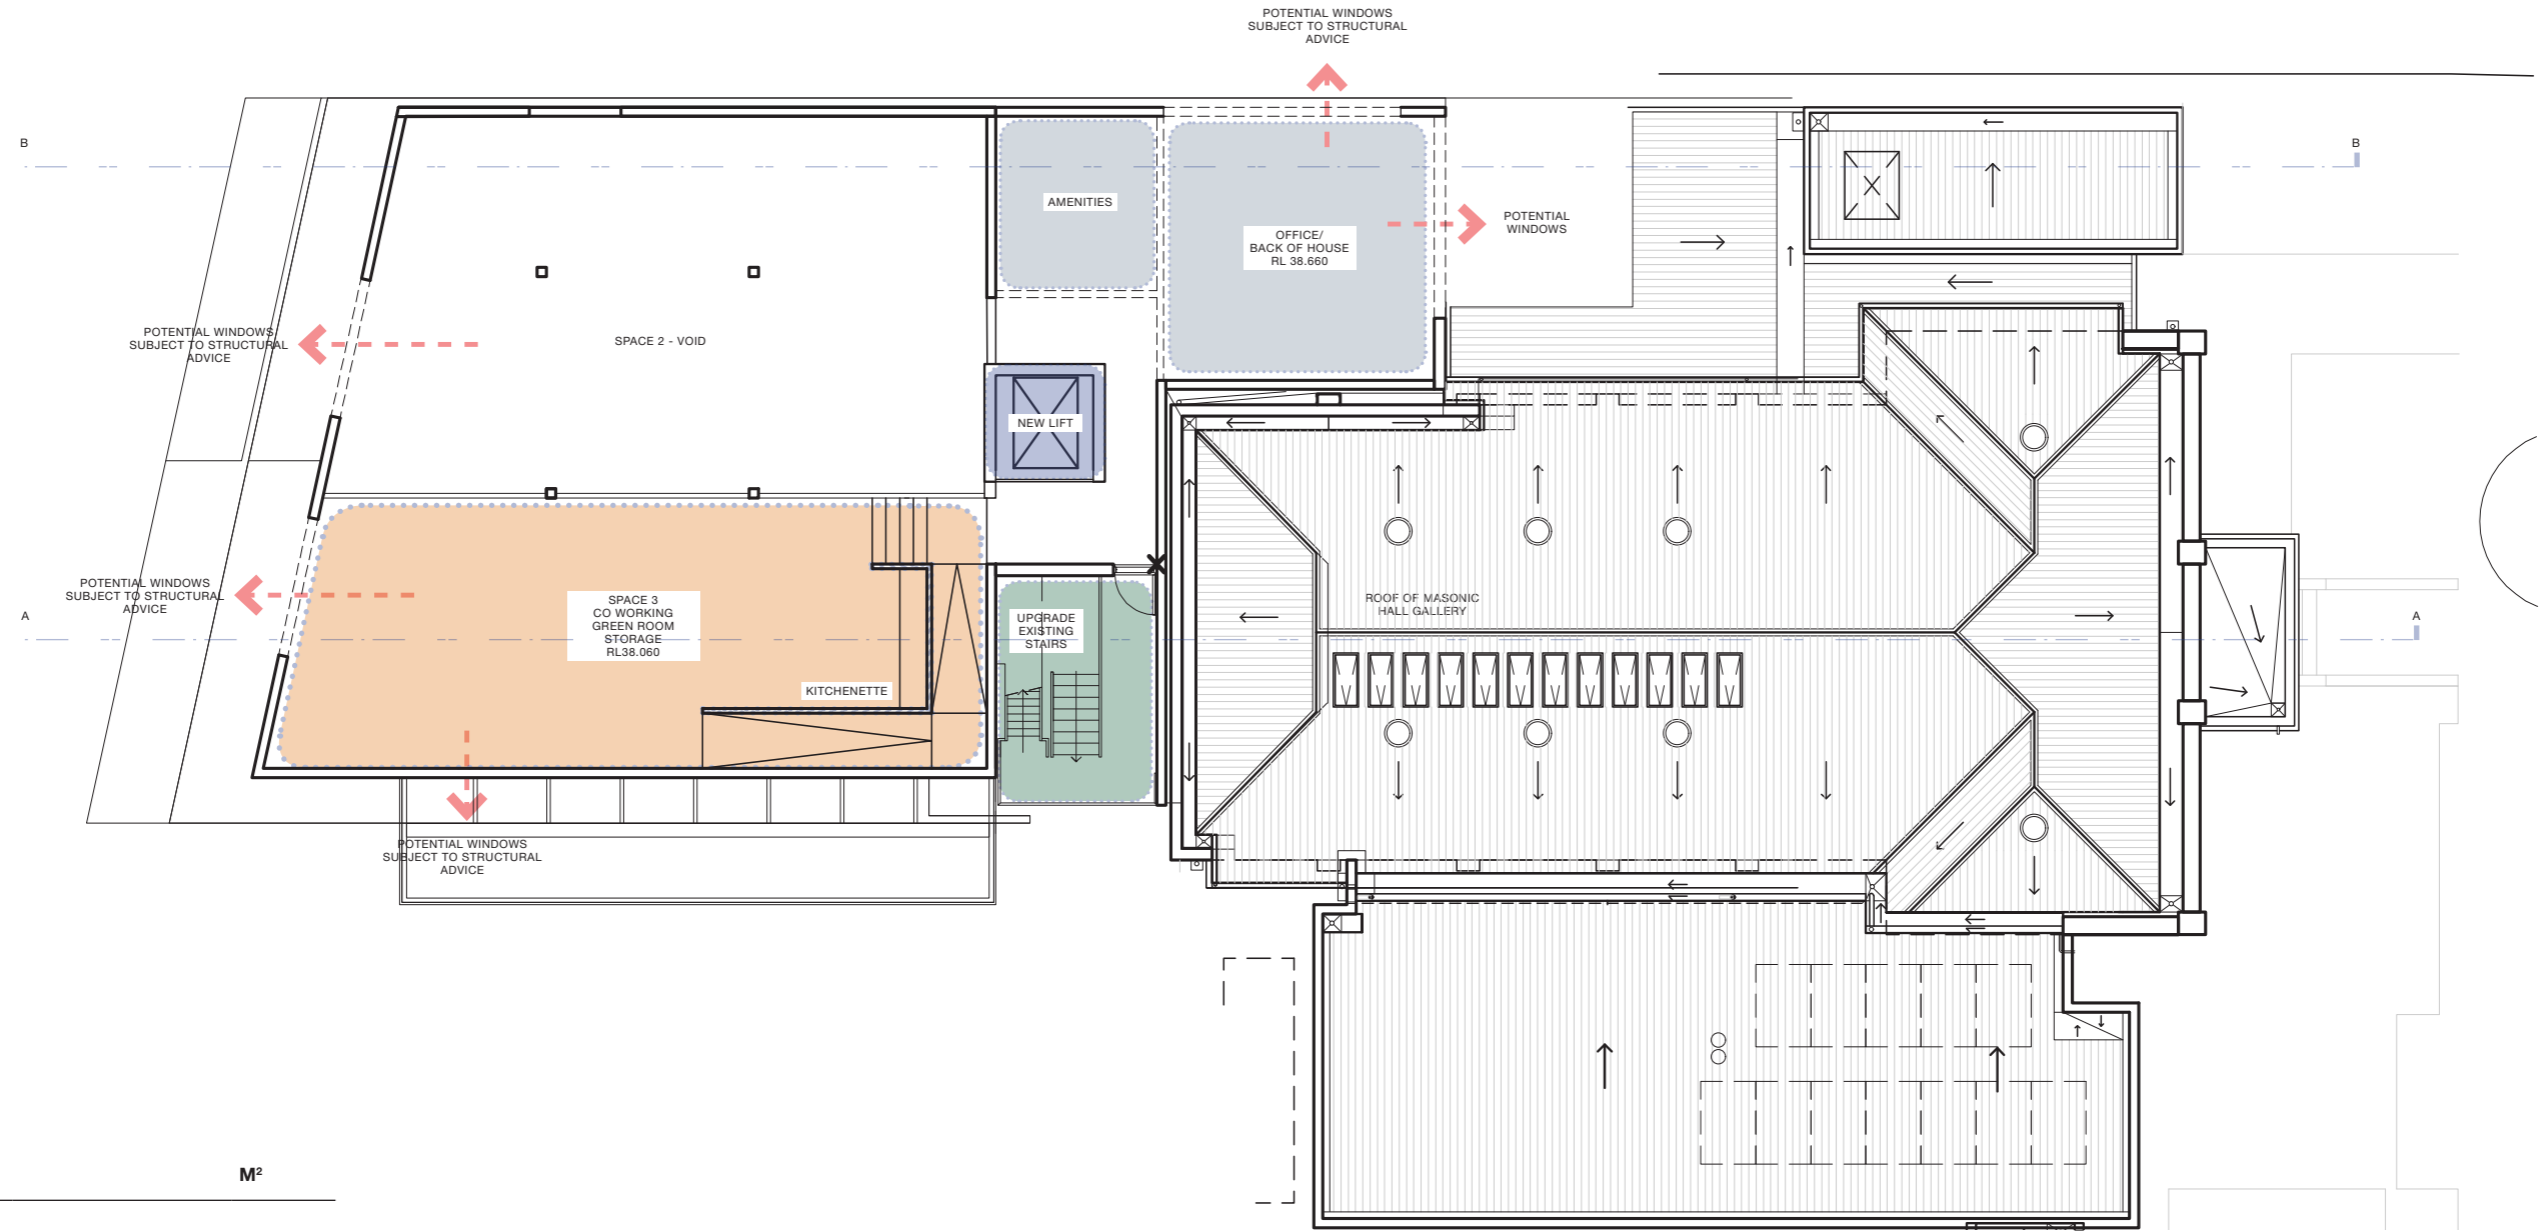 POTENTIAL WINDOWS
SUBJECT TO STRUCTURAL
ADVICE
B
B
AMENITIES
OFFICE/
BACK OF HOUSE
RL 38.660
POTENTIAL
WINDOWS
POTENTIAL WINDOWS
SUBJECT TO STRUCTURAL
ADVICE
SPACE 2 - VOID
NEW LIFT
POTENTIAL WINDOWS
SUBJECT TO STRUCTURAL
ADVICE
A
A
SPACE 3
CO WORKING
GREEN ROOM
STORAGE
RL38.060
UPGRADE
EXISTING
STAIRS
ROOF OF MASONIC
HALL GALLERY
KITCHENETTE
POTENTIAL WINDOWS
SUBJECT TO STRUCTURAL
ADVICE
M²